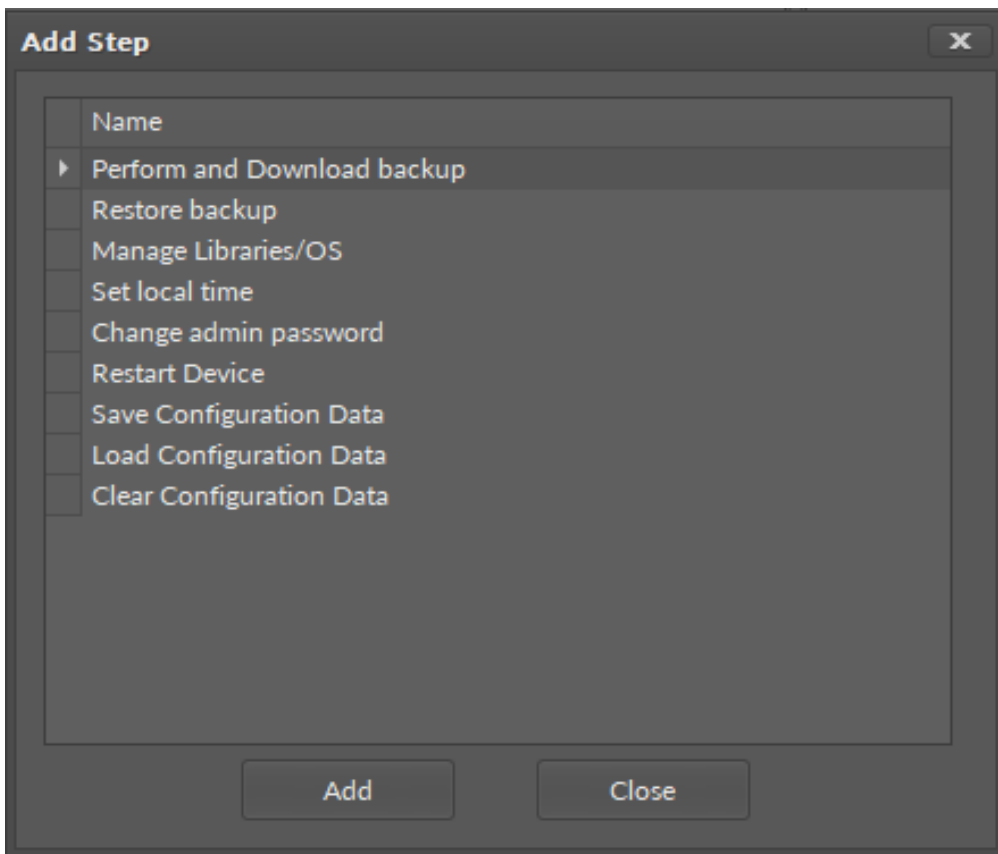 Add Step
Name
Perform and Download backup
Restore backup
Manage Libraries/OS
Set local time
Change admin password
Restart Device
Save Configuration Data
Load Configuration Data
Clear Configuration Data
Add Close